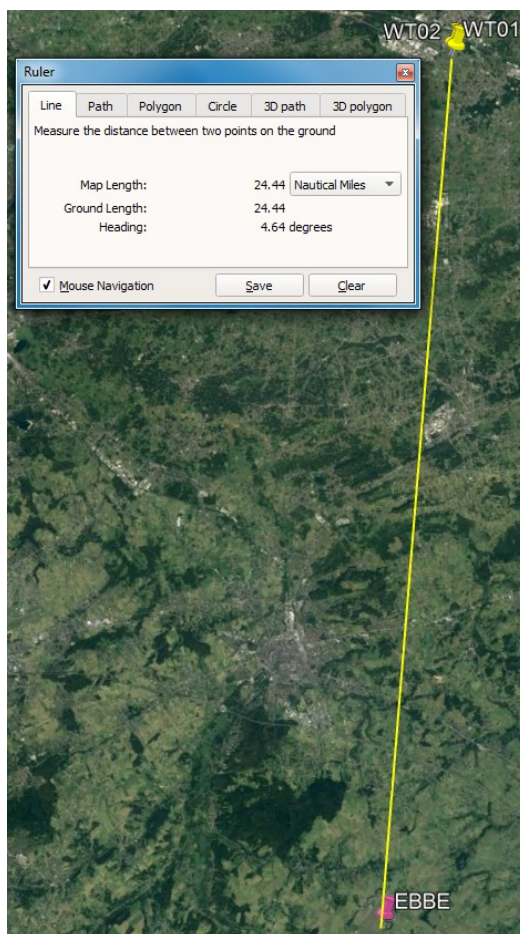 WT02 WT01
Ruler
Line Path Polygon Circle 3D path 3D polygon
Measure the distance between two points on the ground
Map Length: 24.44 Nautical Miles
Ground Length: 24.44
Heading: 4.64 degrees
Mouse Navigation Save Clear
EBBE